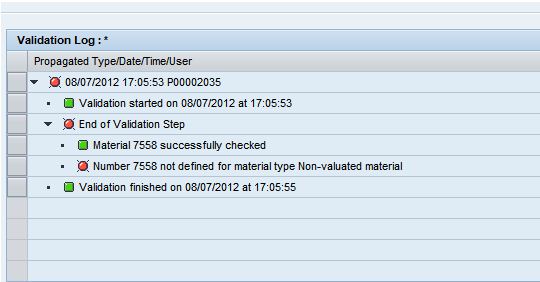 Validation Log : *
Propagated Type/Date/Time/User
08/07/2012 17:05:53 P00002035
Validation started on 08/07/2012 at 17:05:53
End of Validation Step
Material 7558 successfully checked
Number 7558 not defined for material type Non-valuated material
Validation finished on 08/07/2012 at 17:05:55